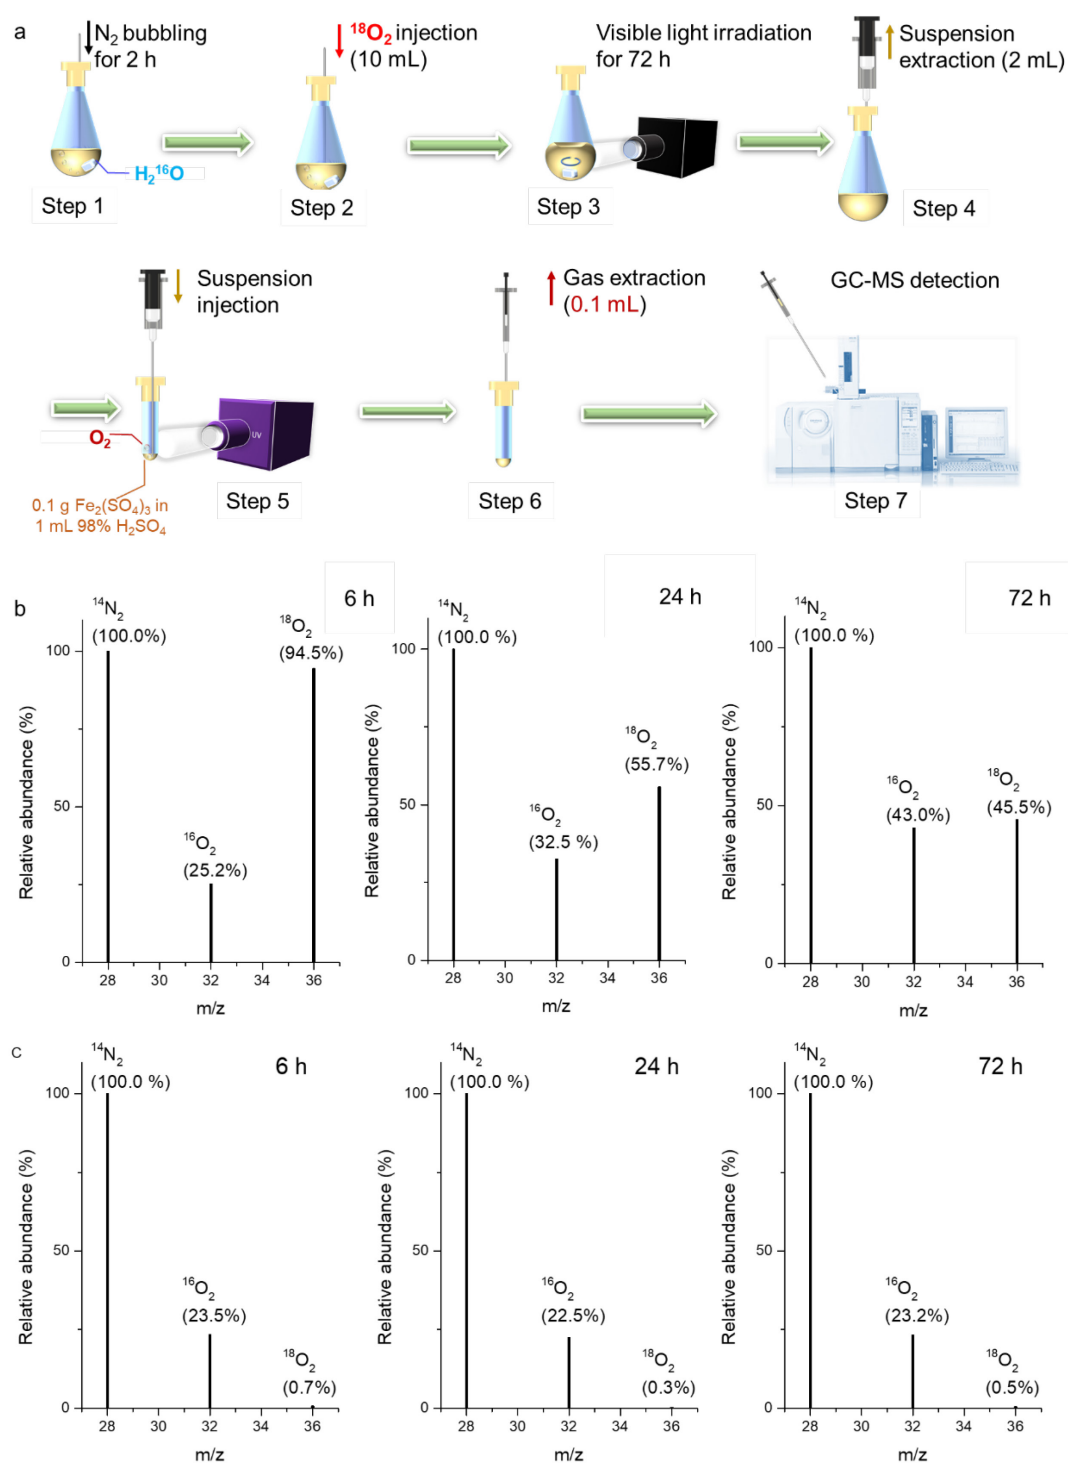 a
N₂ bubbling
for 2 h
¹⁸O₂ injection
(10 mL)
Visible light irradiation
for 72 h
Suspension
extraction (2 mL)
H₂¹⁶O
Step 1
Step 2
Step 3
Step 4
Suspension
injection
Gas extraction
(0.1 mL)
GC-MS detection
O₂
UV
0.1 g Fe₂(SO₄)₃ in
1 mL 98% H₂SO₄
Step 5
Step 6
Step 7
b
6 h
¹⁴N₂
(100.0%)
¹⁸O₂
(94.5%)
¹⁶O₂
(25.2%)
Relative abundance (%)
100
50
0
28 30 32 34 36
m/z
24 h
¹⁴N₂
(100.0 %)
¹⁸O₂
(55.7%)
¹⁶O₂
(32.5 %)
Relative abundance (%)
100
50
0
28 30 32 34 36
m/z
72 h
¹⁴N₂
(100.0 %)
¹⁶O₂
(43.0%)
¹⁸O₂
(45.5%)
Relative abundance (%)
100
50
0
28 30 32 34 36
m/z
c
6 h
¹⁴N₂
(100.0 %)
¹⁶O₂
(23.5%)
¹⁸O₂
(0.7%)
Relative abundance (%)
100
50
0
28 30 32 34 36
m/z
24 h
¹⁴N₂
(100.0 %)
¹⁶O₂
(22.5%)
¹⁸O₂
(0.3%)
Relative abundance (%)
100
50
0
28 30 32 34 36
m/z
72 h
¹⁴N₂
(100.0 %)
¹⁶O₂
(23.2%)
¹⁸O₂
(0.5%)
Relative abundance (%)
100
50
0
28 30 32 34 36
m/z